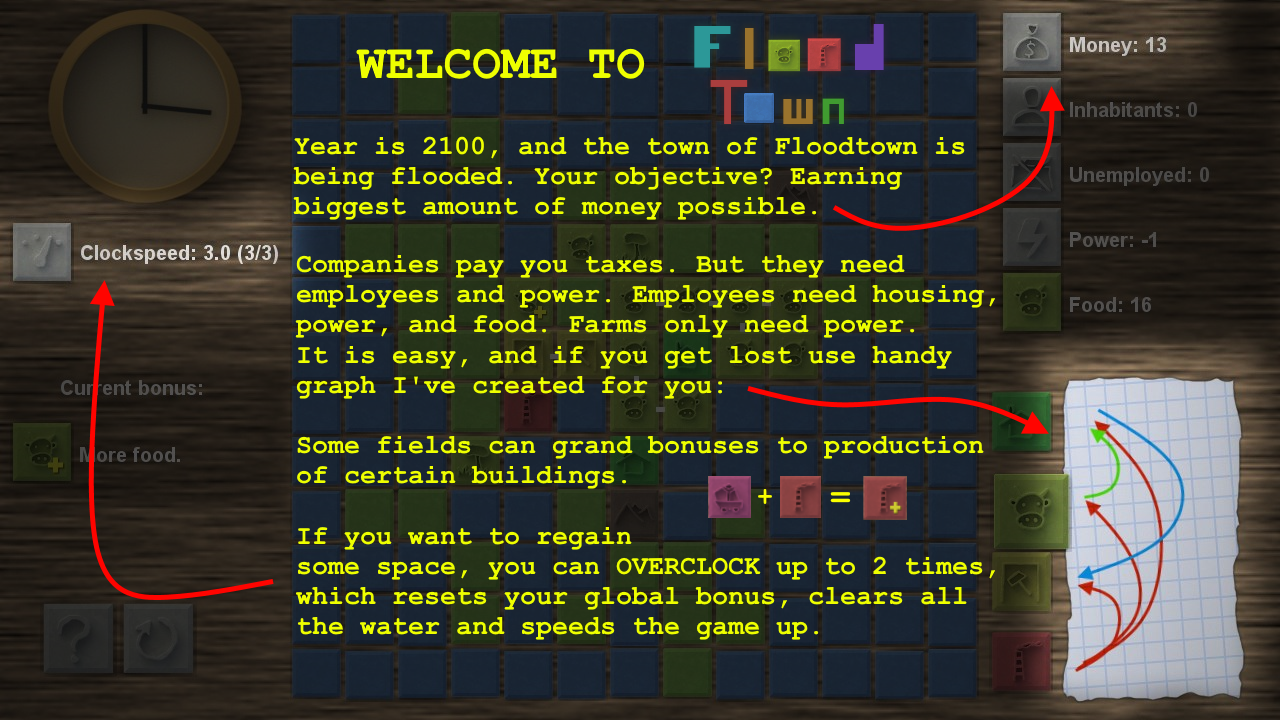 WELCOME TO Flood
Town
Year is 2100, and the town of Floodtown is
being flooded. Your objective? Earning
biggest amount of money possible.
Companies pay you taxes. But they need
employees and power. Employees need housing,
power, and food. Farms only need power.
It is easy, and if you get lost use handy
graph I've created for you:
Some fields can grand bonuses to production
of certain buildings.
+ =
If you want to regain
some space, you can OVERCLOCK up to 2 times,
which resets your global bonus, clears all
the water and speeds the game up.
Clockspeed: 3.0 (3/3)
Current bonus:
More food.
?
Money: 13
Inhabitants: 0
Unemployed: 0
Power: -1
Food: 16